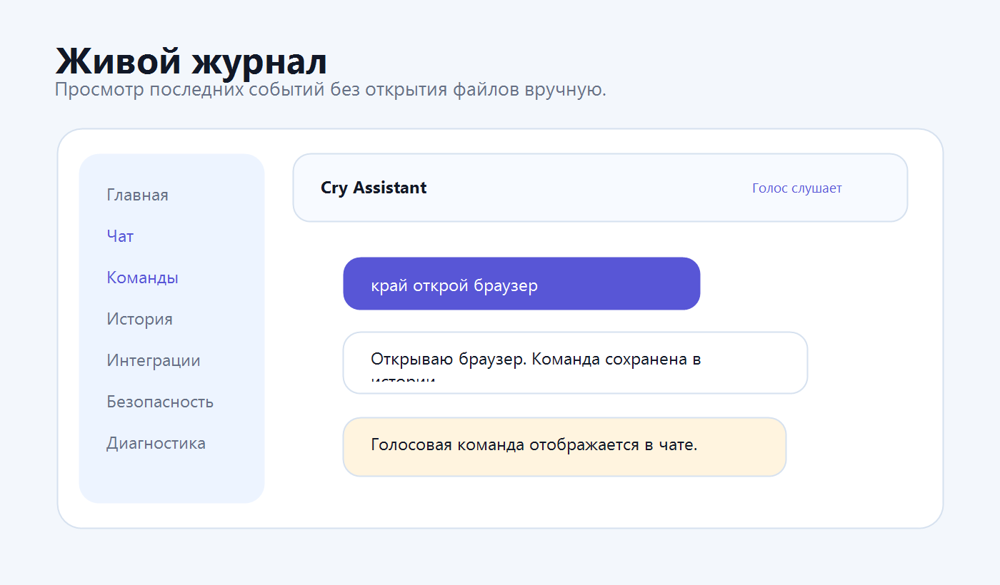 Живой журнал
Просмотр последних событий без открытия файлов вручную.
Главная
Чат
Команды
История
Интеграции
Безопасность
Диагностика
Cry Assistant
Голос слушает
край открой браузер
Открываю браузер. Команда сохранена в
истории.
Голосовая команда отображается в чате.